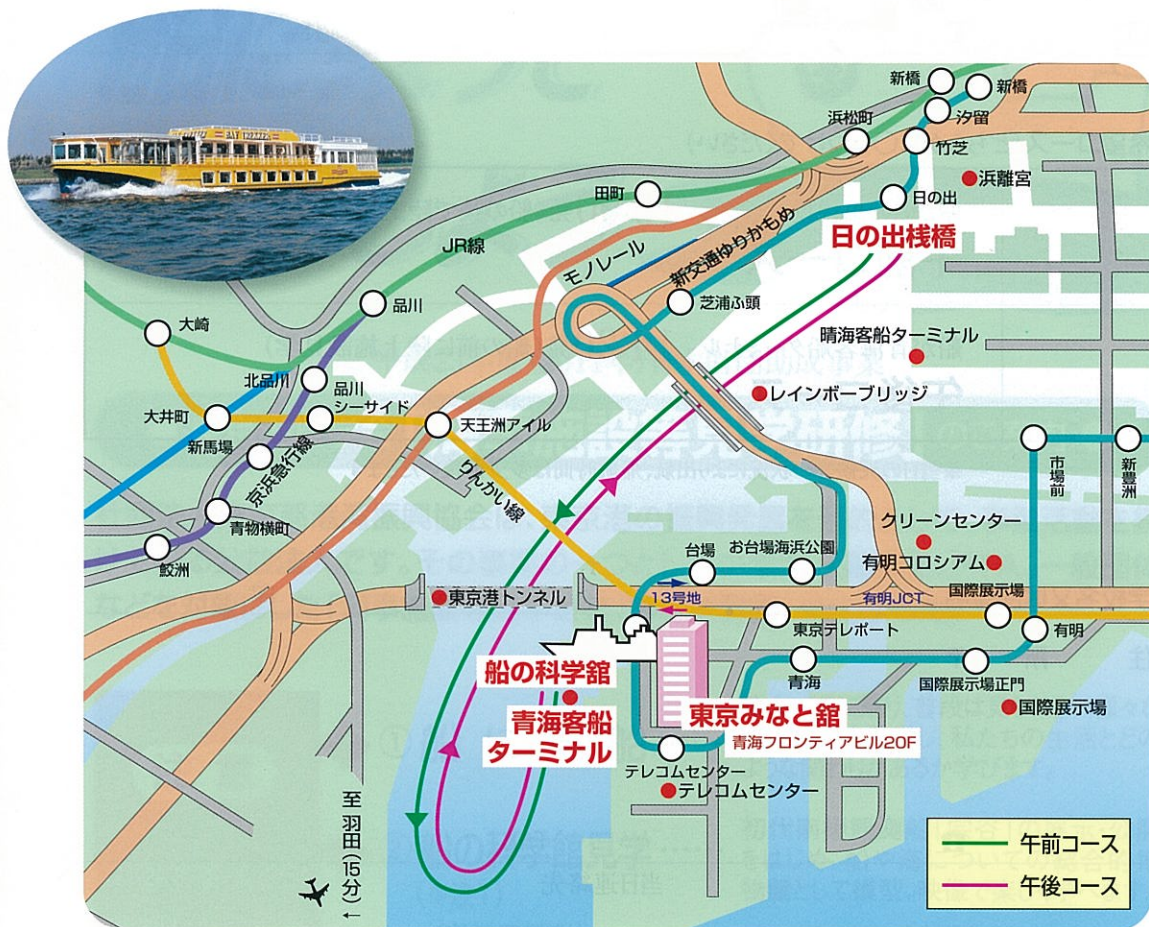 新橋
新橋
汐留
浜松町
竹芝
浜離宮
田町
日の出
日の出桟橋
JR線
モノレール
新交通ゆりかもめ
品川
芝浦ふ頭
大崎
晴海客船ターミナル
北品川
品川
シーサイド
レインボーブリッジ
大井町
新馬場
天王洲アイル
京浜急行線
りんかい線
市場前
新豊洲
青物横町
鮫洲
クリーンセンター
有明コロシアム
台場
お台場海浜公園
国際展示場
東京港トンネル
13号地
有明JCT
東京テレポート
有明
船の科学館
青海
国際展示場正門
青海客船
ターミナル
東京みなと舘
青海フロンティアビル20F
国際展示場
テレコムセンター
テレコムセンター
至 羽田(15分)
午前コース
午後コース